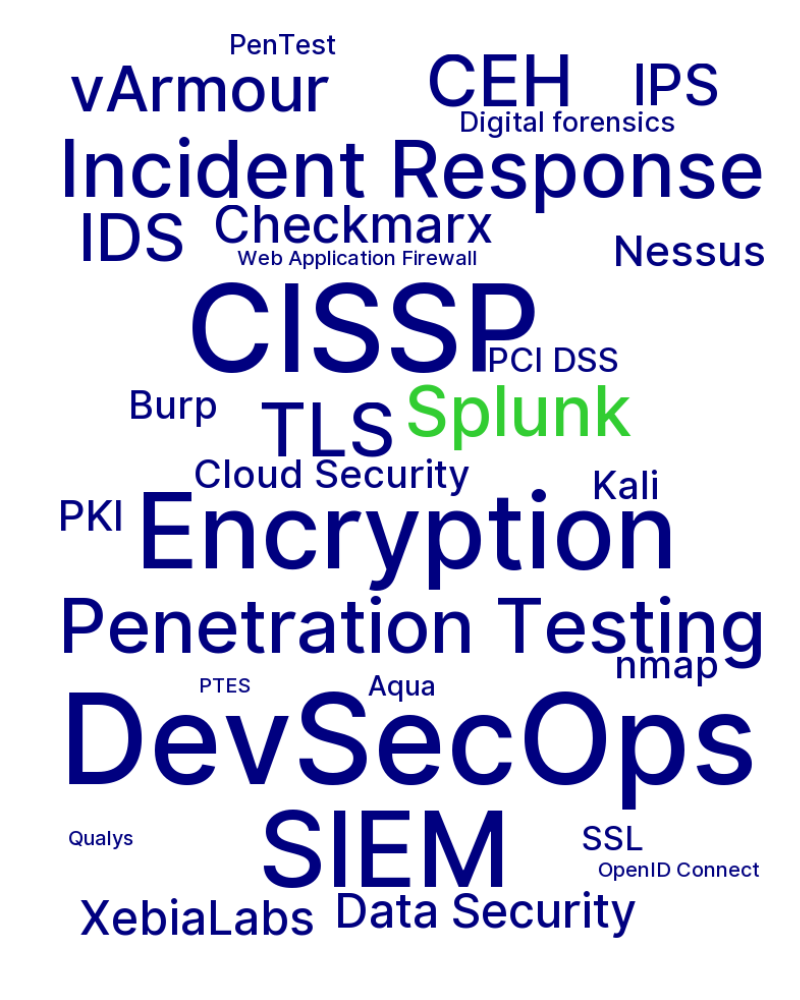 PenTest
vArmour
CEH
IPS
Digital forensics
Incident Response
IDS
Checkmarx
Nessus
Web Application Firewall
CISSP
PCI DSS
Burp
TLS
Splunk
Cloud Security
Kali
PKI
Encryption
Penetration Testing
nmap
PTES
Aqua
DevSecOps
SIEM
Qualys
SSL
OpenID Connect
XebiaLabs
Data Security